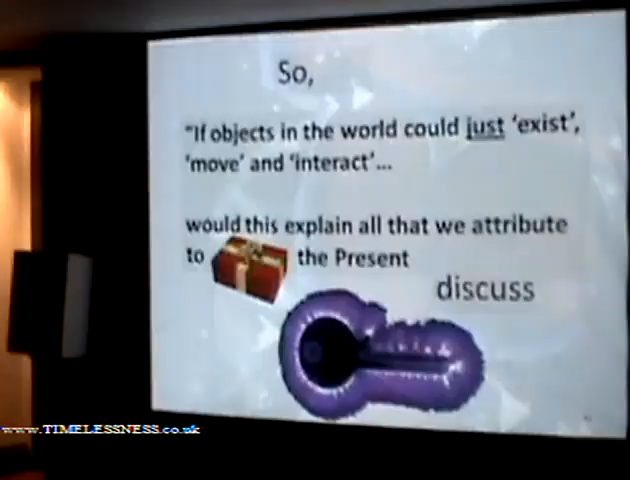 So,
"If objects in the world could just 'exist',
'move' and 'interact'...
would this explain all that we attribute
to the Present
discuss
www.TIMELESSNESS.co.uk